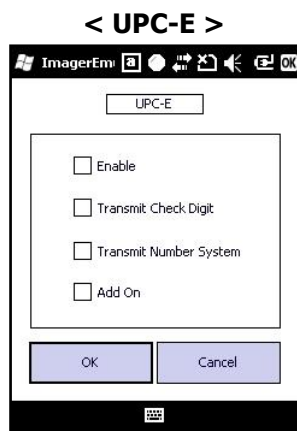 < UPC-E >
ImagerEm a OK
UPC-E
Enable
Transmit Check Digit
Transmit Number System
Add On
OK Cancel